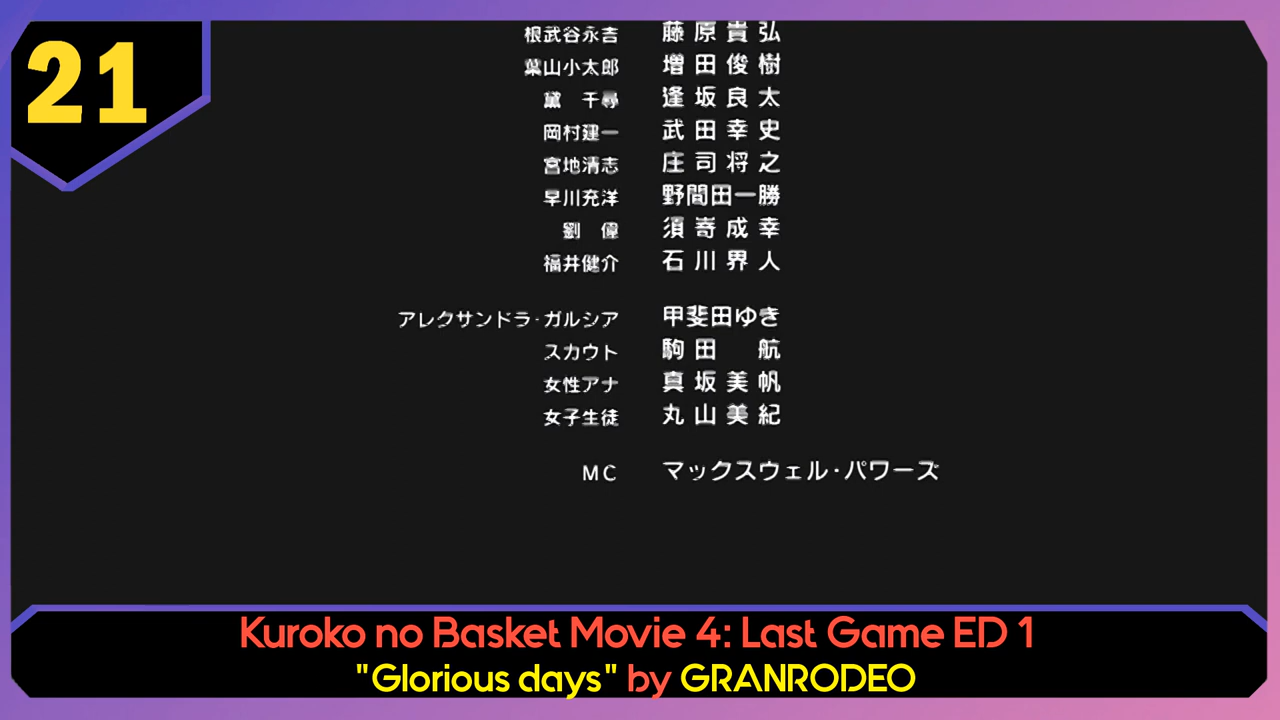 21
根武谷永吉 藤原貴弘
葉山小太郎 増田俊樹
黛 千尋 逢坂良太
岡村建一 武田幸史
宮地清志 庄司将之
早川充洋 野間田一勝
劉 偉 須嵜成幸
福井健介 石川界人
アレクサンドラ・ガルシア 甲斐田ゆき
スカウト 駒田 航
女性アナ 真坂美帆
女子生徒 丸山美紀
MC マックスウェル・パワーズ
Kuroko no Basket Movie 4: Last Game ED 1
"Glorious days" by GRANRODEO